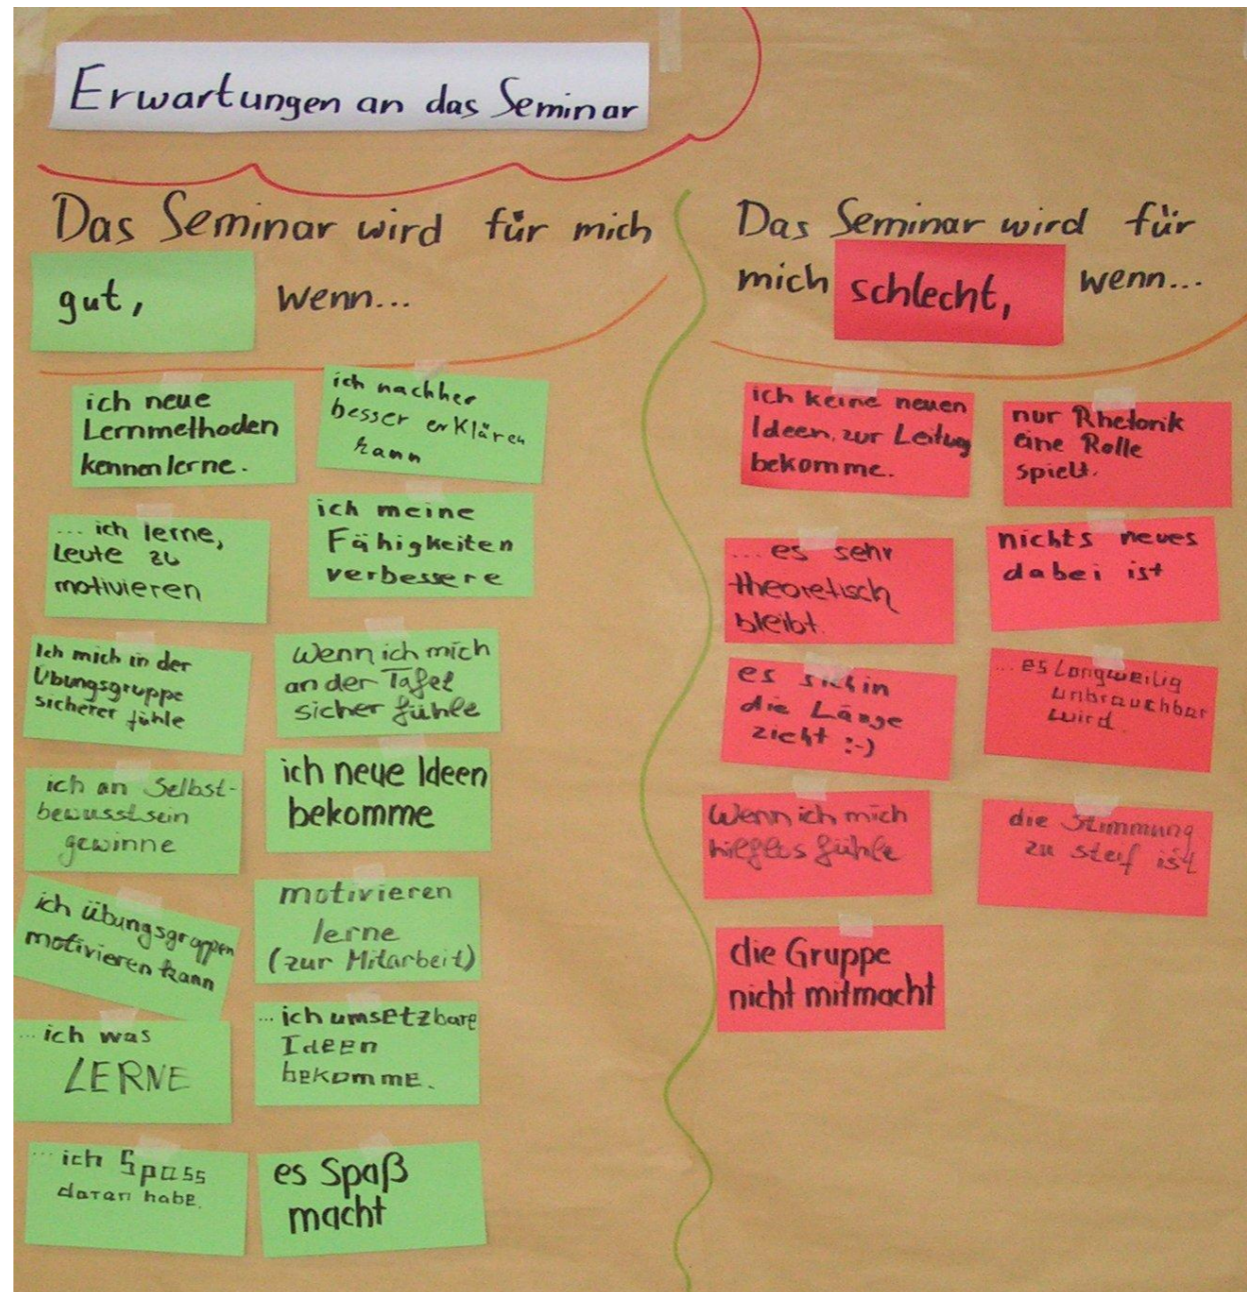 Erwartungen an das Seminar
Das Seminar wird für mich
gut, wenn...
ich neue
Lernmethoden
kennen lerne.
ich nachher
besser erklären
kann
... ich lerne,
Leute zu
motivieren
ich meine
Fähigkeiten
verbessere
Ich mich in der
Übungsgruppe
sicherer fühle
Wenn ich mich
an der Tafel
sicher fühle
ich an Selbst-
bewusstsein
gewinne
ich neue Ideen
bekomme
ich Übungsgruppen
motivieren kann
motivieren
lerne
(zur Mitarbeit)
... ich was
LERNE
... ich umsetzbare
Ideen
bekomme.
... ich Spass
daran habe.
es Spaß
macht
Das Seminar wird für
mich schlecht, wenn...
ich keine neuen
Ideen zur Leitung
bekomme.
nur Rhetorik
eine Rolle
spielt.
... es sehr
theoretisch
bleibt.
nichts neues
dabei ist
es sich in
die Länge
zieht :-)
... es Langweilig
unbrauchbar
wird.
Wenn ich mich
hilflos fühle
die Stimmung
zu steif ist
die Gruppe
nicht mitmacht